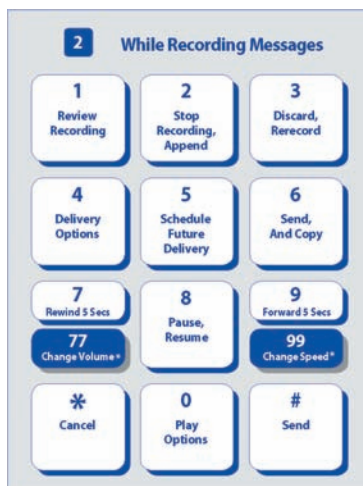 2 While Recording Messages
1 2 3
Review Stop Discard,
Recording Recording, Rerecord
Append
4 5 6
Delivery Schedule Send,
Options Future And Copy
Delivery
7 8 9
Rewind 5 Secs Pause, Forward 5 Secs
77 Resume 99
Change Volume* Change Speed*
* 0 #
Cancel Play Send
Options